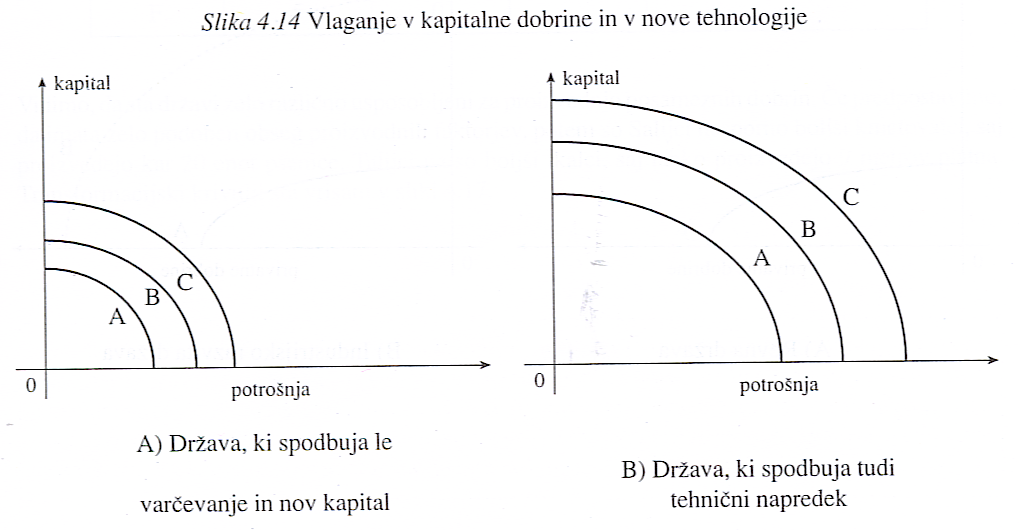 Slika 4.14 Vlaganje v kapitalne dobrine in v nove tehnologije
kapital
C
B
A
0
potrošnja
A) Država, ki spodbuja le
varčevanje in nov kapital
kapital
C
B
A
0
potrošnja
B) Država, ki spodbuja tudi
tehnični napredek